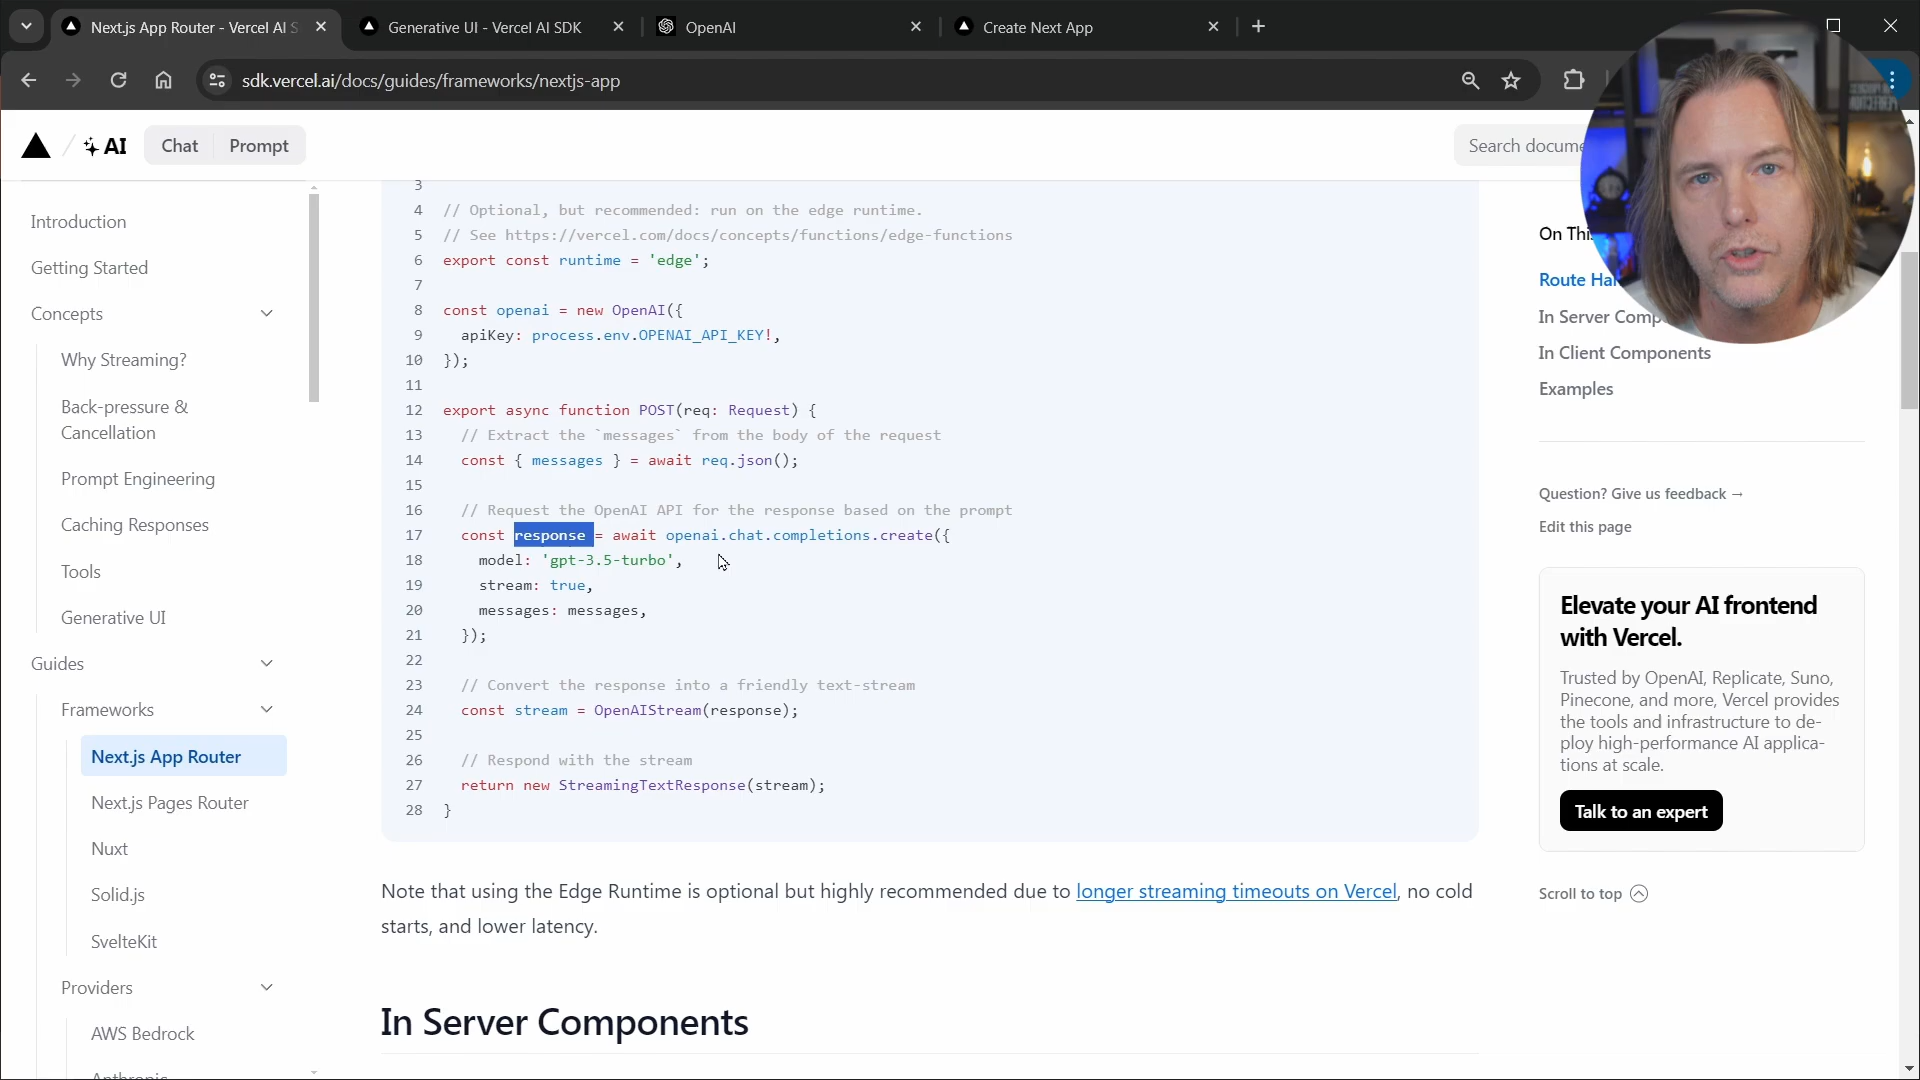 Next.js App Router - Vercel AI S
Generative UI - Vercel AI SDK
OpenAI
Create Next App
sdk.vercel.ai/docs/guides/frameworks/nextjs-app
AI
Chat
Prompt
Search docume
Introduction
Getting Started
Concepts
Why Streaming?
Back-pressure &
Cancellation
Prompt Engineering
Caching Responses
Tools
Generative UI
Guides
Frameworks
Next.js App Router
Next.js Pages Router
Nuxt
Solid.js
SvelteKit
Providers
AWS Bedrock
Anthropic
3
4 // Optional, but recommended: run on the edge runtime.
5 // See https://vercel.com/docs/concepts/functions/edge-functions
6 export const runtime = 'edge';
7
8 const openai = new OpenAI({
9 apiKey: process.env.OPENAI_API_KEY!,
10 });
11
12 export async function POST(req: Request) {
13 // Extract the `messages` from the body of the request
14 const { messages } = await req.json();
15
16 // Request the OpenAI API for the response based on the prompt
17 const response = await openai.chat.completions.create({
18 model: 'gpt-3.5-turbo',
19 stream: true,
20 messages: messages,
21 });
22
23 // Convert the response into a friendly text-stream
24 const stream = OpenAIStream(response);
25
26 // Respond with the stream
27 return new StreamingTextResponse(stream);
28 }
Note that using the Edge Runtime is optional but highly recommended due to longer streaming timeouts on Vercel, no cold
starts, and lower latency.
In Server Components
On This
Route Han
In Server Comp
In Client Components
Examples
Question? Give us feedback →
Edit this page
Elevate your AI frontend
with Vercel.
Trusted by OpenAI, Replicate, Suno,
Pinecone, and more, Vercel provides
the tools and infrastructure to de-
ploy high-performance AI applica-
tions at scale.
Talk to an expert
Scroll to top